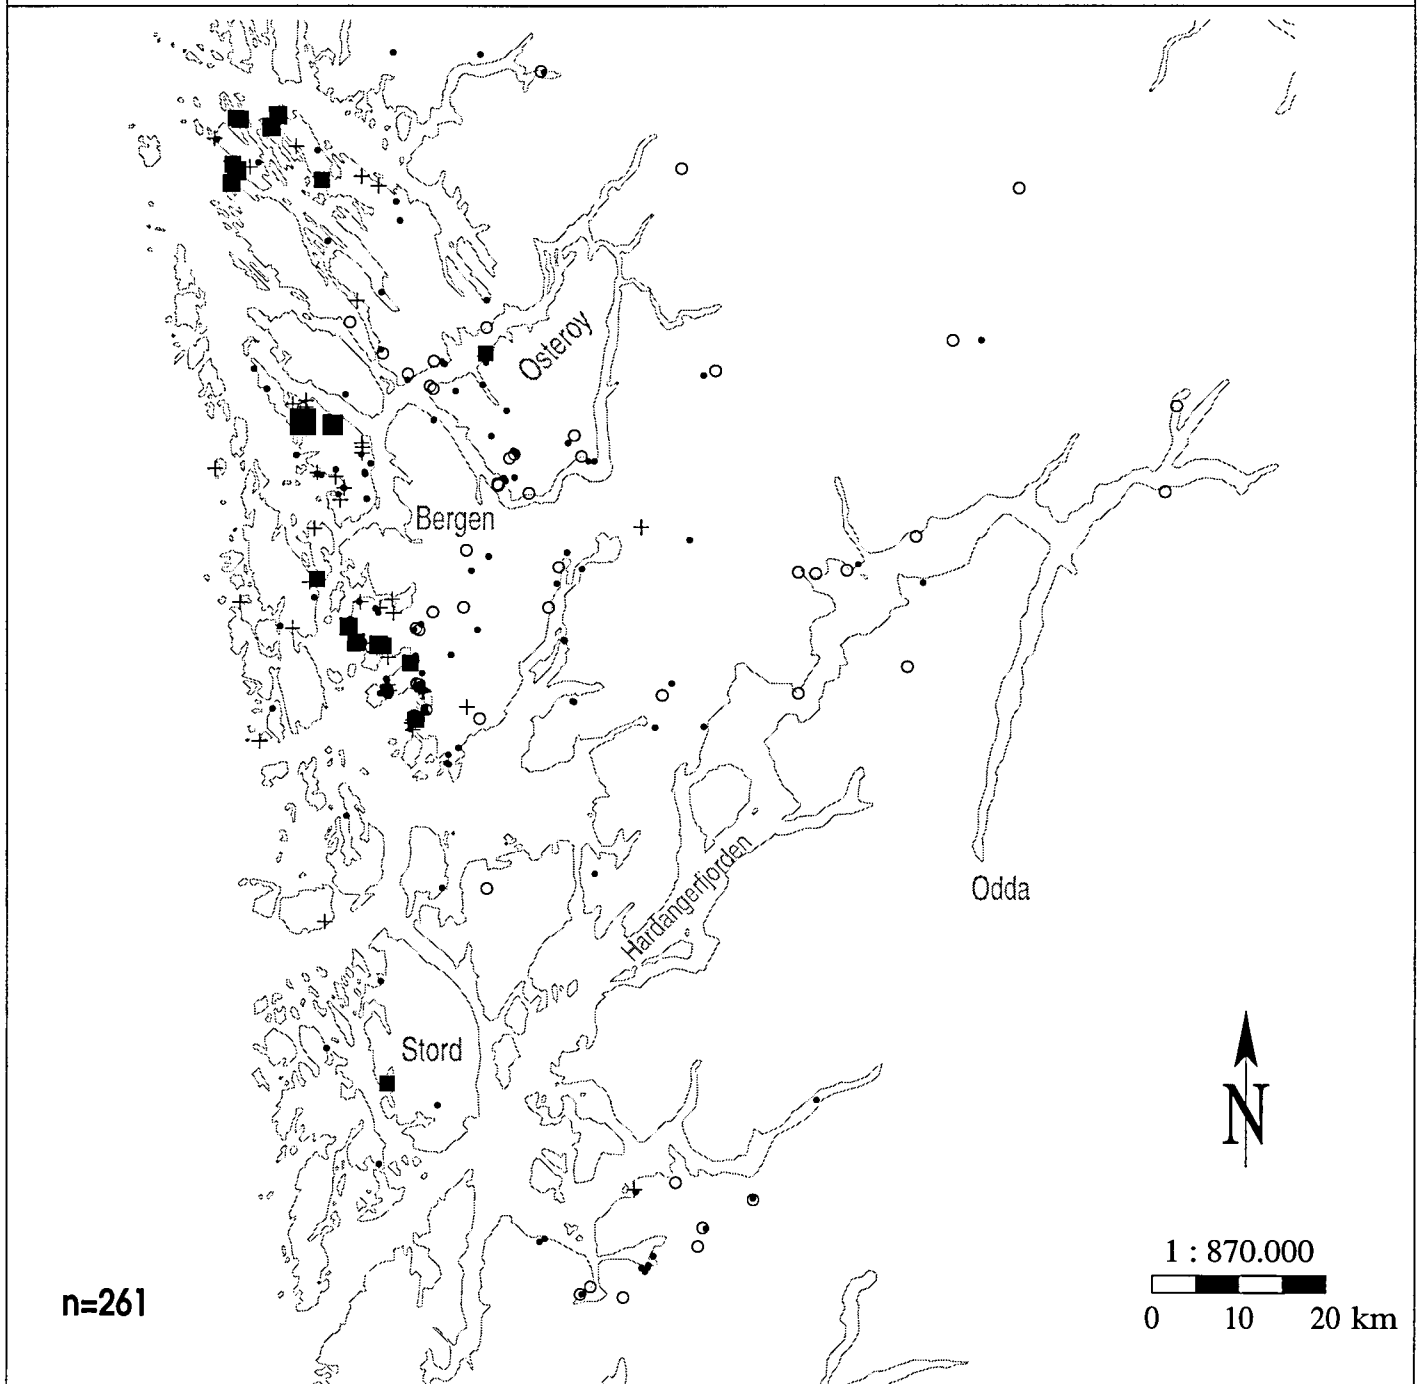 Osteroy
Bergen
Odda
Hardangerfjorden
Stord
N
1 : 870.000
0 10 20 km
n=261